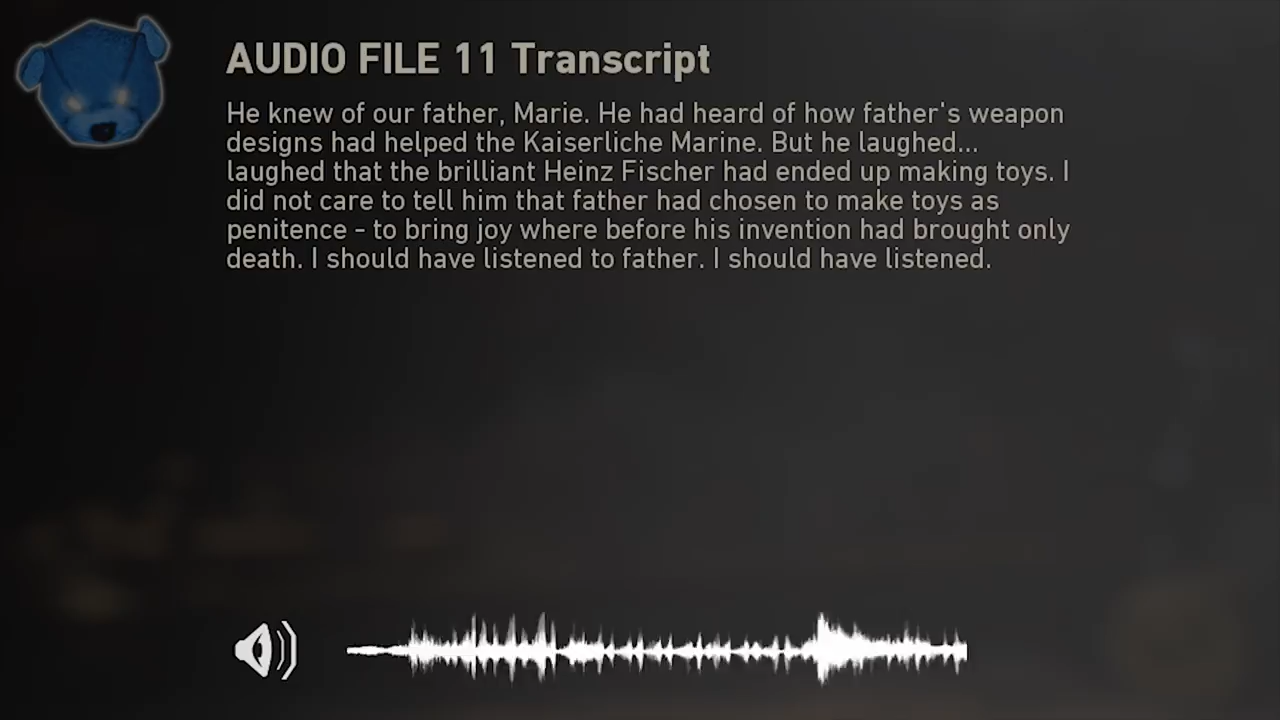 AUDIO FILE 11 Transcript
He knew of our father, Marie. He had heard of how father's weapon
designs had helped the Kaiserliche Marine. But he laughed...
laughed that the brilliant Heinz Fischer had ended up making toys. I
did not care to tell him that father had chosen to make toys as
penitence - to bring joy where before his invention had brought only
death. I should have listened to father. I should have listened.